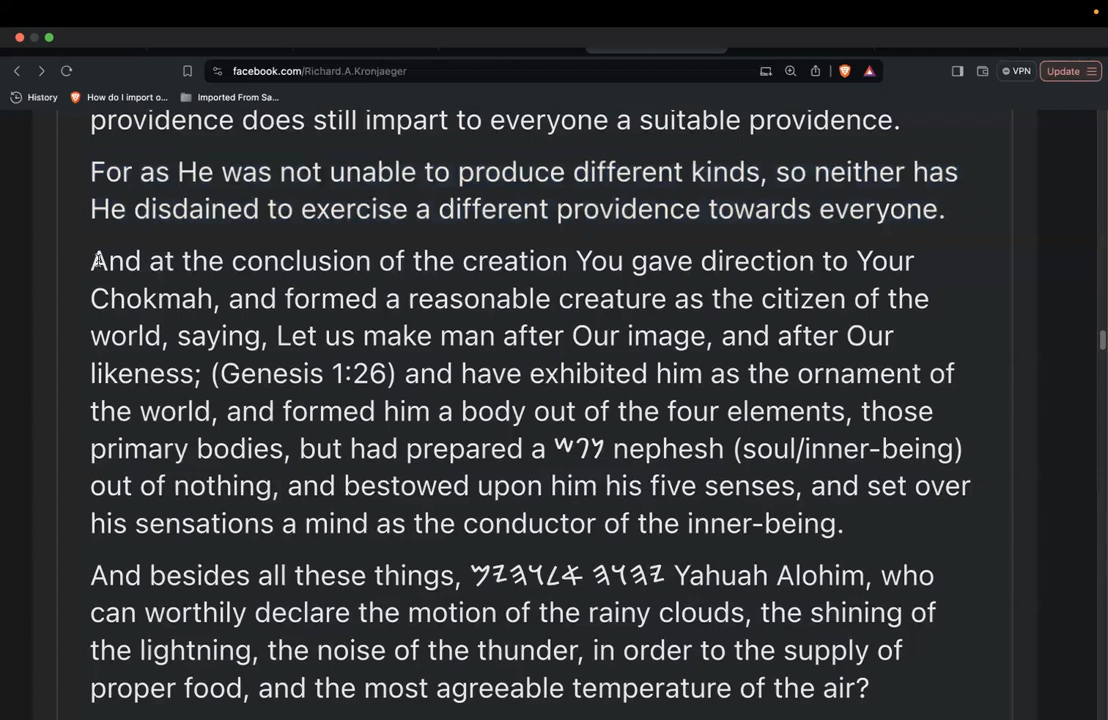 facebook.com/Richard.A.Kronjaeger
VPN
Update
History
How do I import o...
Imported From Sa...
providence does still impart to everyone a suitable providence.
For as He was not unable to produce different kinds, so neither has
He disdained to exercise a different providence towards everyone.
And at the conclusion of the creation You gave direction to Your
Chokmah, and formed a reasonable creature as the citizen of the
world, saying, Let us make man after Our image, and after Our
likeness; (Genesis 1:26) and have exhibited him as the ornament of
the world, and formed him a body out of the four elements, those
primary bodies, but had prepared a 𐤔𐤐𐤍 nephesh (soul/inner-being)
out of nothing, and bestowed upon him his five senses, and set over
his sensations a mind as the conductor of the inner-being.
And besides all these things, 𐤌𐤉𐤄𐤅𐤋𐤀 𐤄𐤅𐤄𐤉 Yahuah Alohim, who
can worthily declare the motion of the rainy clouds, the shining of
the lightning, the noise of the thunder, in order to the supply of
proper food, and the most agreeable temperature of the air?